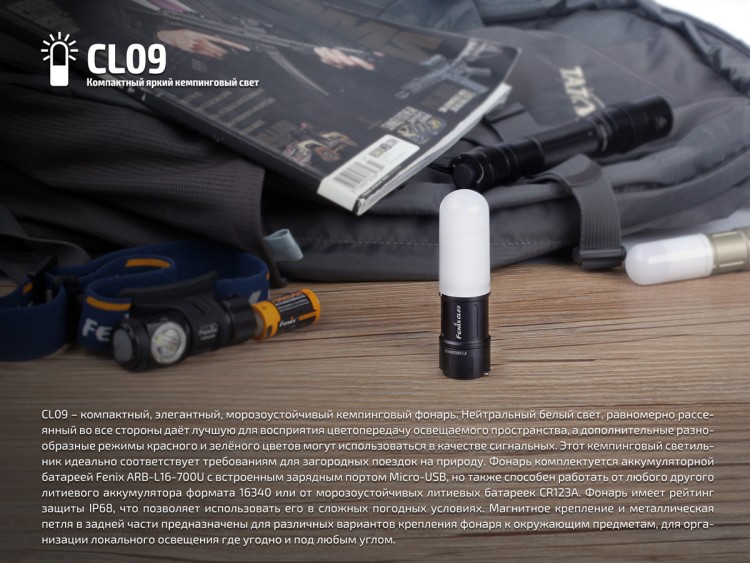 CL09
Компактный яркий кемпинговый свет
Fenix
Fenix CL09
CL09 – компактный, элегантный, морозоустойчивый кемпинговый фонарь. Нейтральный белый свет, равномерно рассе-
янный во все стороны даёт лучшую для восприятия цветопередачу освещаемого пространства, а дополнительные разно-
образные режимы красного и зелёного цветов могут использоваться в качестве сигнальных. Этот кемпинговый светиль-
ник идеально соответствует требованиям для загородных поездок на природу. Фонарь комплектуется аккумуляторной
батареей Fenix ARB-L16-700U с встроенным зарядным портом Micro-USB, но также способен работать от любого другого
литиевого аккумулятора формата 16340 или от морозоустойчивых литиевых батареек CR123A. Фонарь имеет рейтинг
защиты IP68, что позволяет использовать его в сложных погодных условиях. Магнитное крепление и металлическая
петля в задней части предназначены для различных вариантов крепления фонаря к окружающим предметам, для орга-
низации локального освещения где угодно и под любым углом.